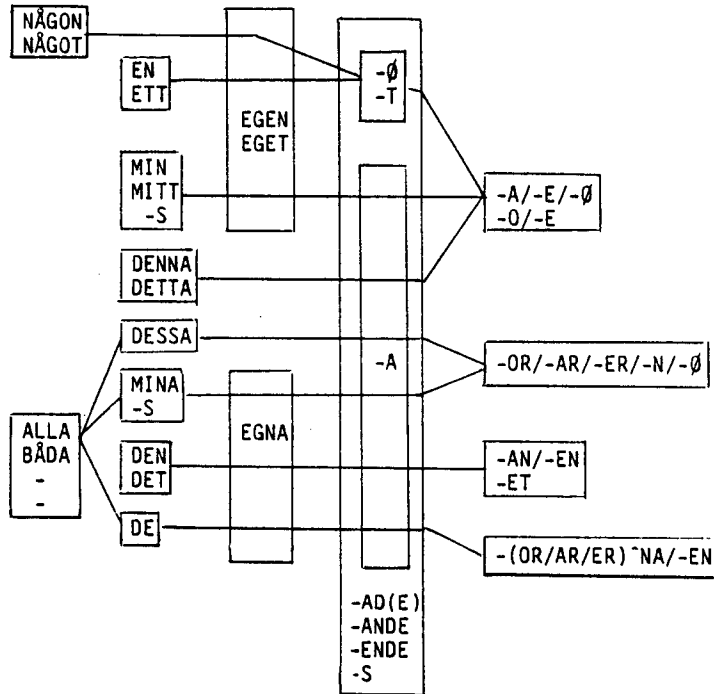 NÅGON
NÅGOT
EN
ETT
EGEN
EGET
-Ø
-T
MIN
MITT
-S
-A/-E/-Ø
-O/-E
DENNA
DETTA
DESSA
-A
-OR/-AR/-ER/-N/-Ø
MINA
-S
EGNA
ALLA
BÅDA
-
-
DEN
DET
-AN/-EN
-ET
DE
-(OR/AR/ER)^NA/-EN
-AD(E)
-ANDE
-ENDE
-S